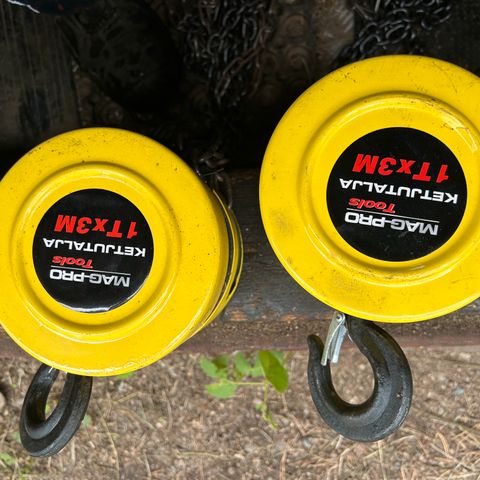 MAG-PRO
Tools
KETJUTALJA
1Tx3M
MAG-PRO
Tools
KETJUTALJA
1Tx3M